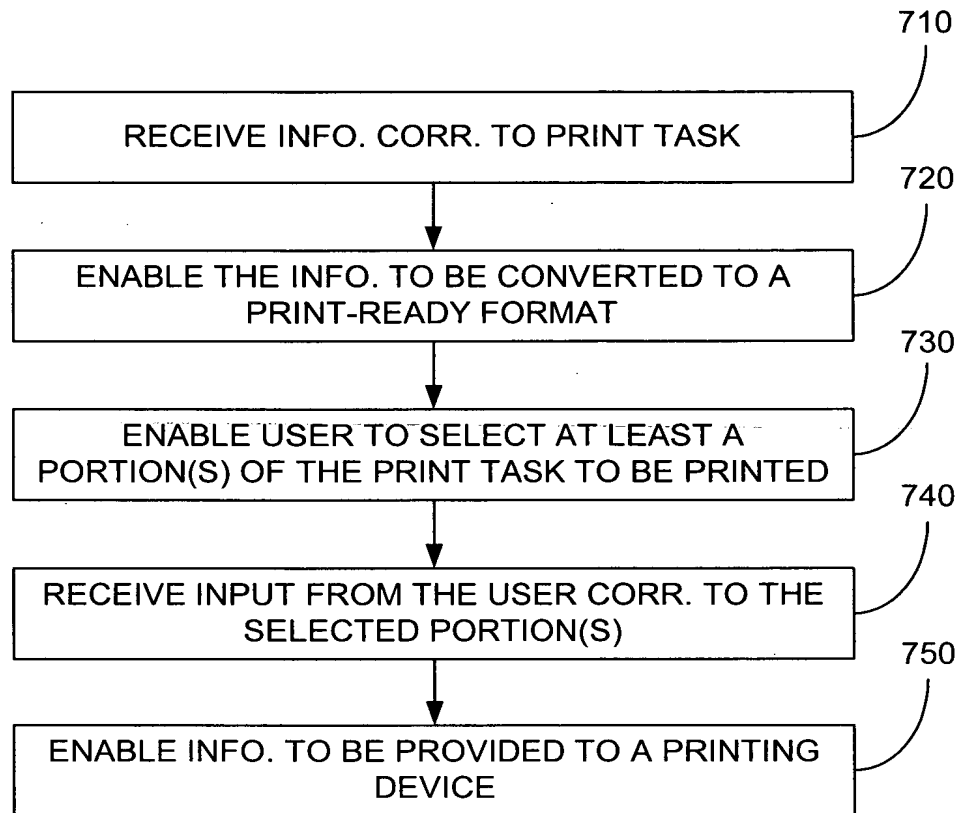 710
RECEIVE INFO. CORR. TO PRINT TASK
720
ENABLE THE INFO. TO BE CONVERTED TO A
PRINT-READY FORMAT
730
ENABLE USER TO SELECT AT LEAST A
PORTION(S) OF THE PRINT TASK TO BE PRINTED
740
RECEIVE INPUT FROM THE USER CORR. TO THE
SELECTED PORTION(S)
750
ENABLE INFO. TO BE PROVIDED TO A PRINTING
DEVICE